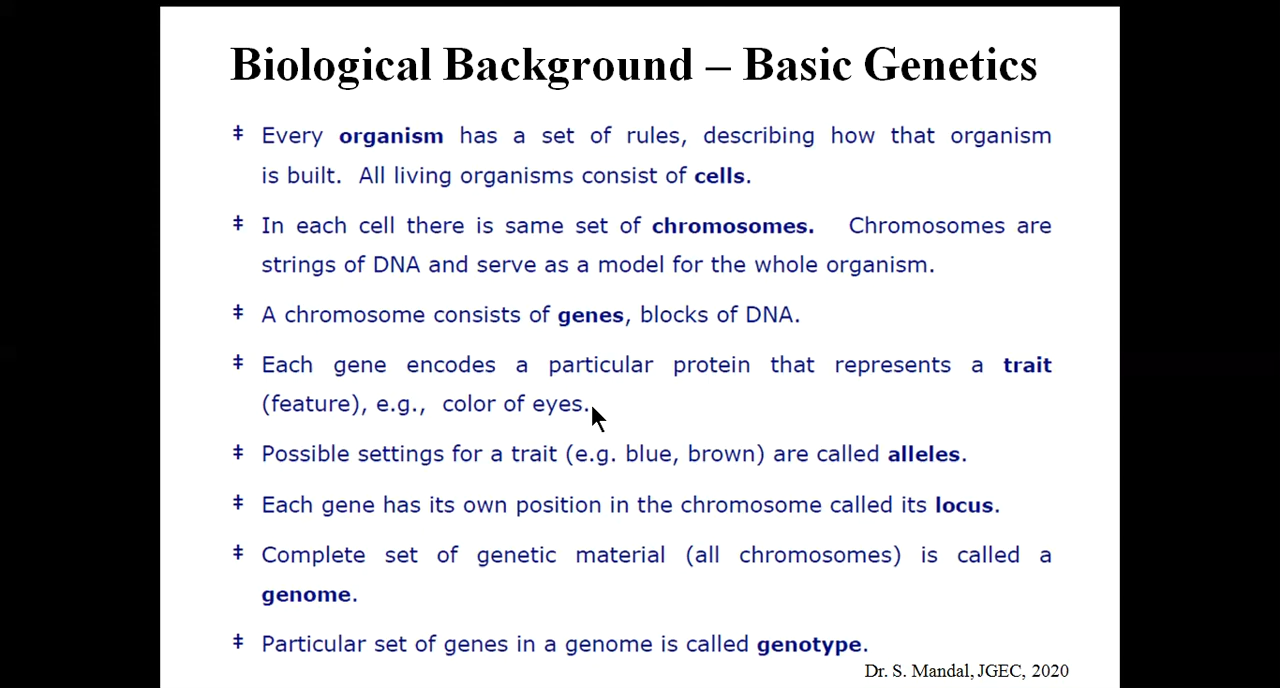 Biological Background – Basic Genetics
‡ Every organism has a set of rules, describing how that organism
is built. All living organisms consist of cells.
‡ In each cell there is same set of chromosomes. Chromosomes are
strings of DNA and serve as a model for the whole organism.
‡ A chromosome consists of genes, blocks of DNA.
‡ Each gene encodes a particular protein that represents a trait
(feature), e.g., color of eyes.
‡ Possible settings for a trait (e.g. blue, brown) are called alleles.
‡ Each gene has its own position in the chromosome called its locus.
‡ Complete set of genetic material (all chromosomes) is called a
genome.
‡ Particular set of genes in a genome is called genotype.
Dr. S. Mandal, JGEC, 2020